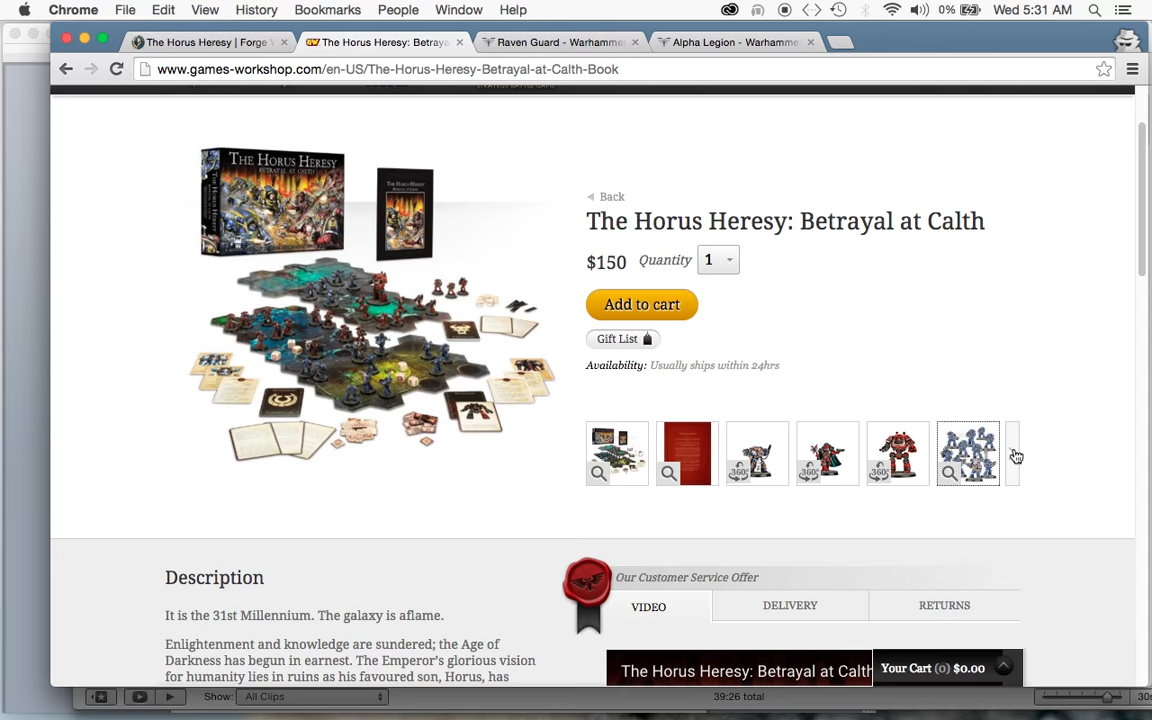 Chrome File Edit View History Bookmarks People Window Help 0% Wed 5:31 AM
The Horus Heresy | Forge
The Horus Heresy: Betraya
Raven Guard - Warhammer
Alpha Legion - Warhammer
www.games-workshop.com/en-US/The-Horus-Heresy-Betrayal-at-Calth-Book
THE HORUS HERESY
BETRAYAL AT CALTH
Back
The Horus Heresy: Betrayal at Calth
$150 Quantity 1
Add to cart
Gift List
Availability: Usually ships within 24hrs
360°
360°
360°
Description
It is the 31st Millennium. The galaxy is aflame.
Enlightenment and knowledge are sundered; the Age of
Darkness has begun in earnest. The Emperor's glorious vision
for humanity lies in ruins as his favoured son, Horus, has
Our Customer Service Offer
VIDEO DELIVERY RETURNS
The Horus Heresy: Betrayal at Calth
Your Cart (0) $0.00
Show: All Clips 39:26 total 30s